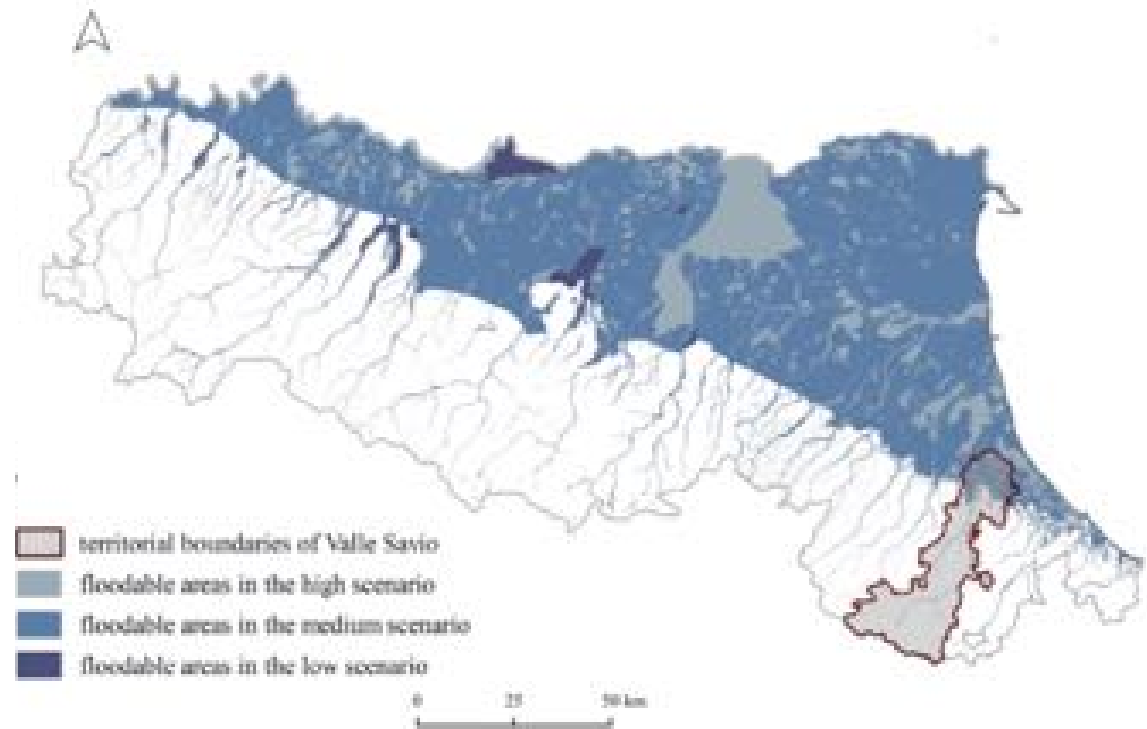 territorial boundaries of Valle Savio
floodable areas in the high scenario
floodable areas in the medium scenario
floodable areas in the low scenario
0 25 50 km